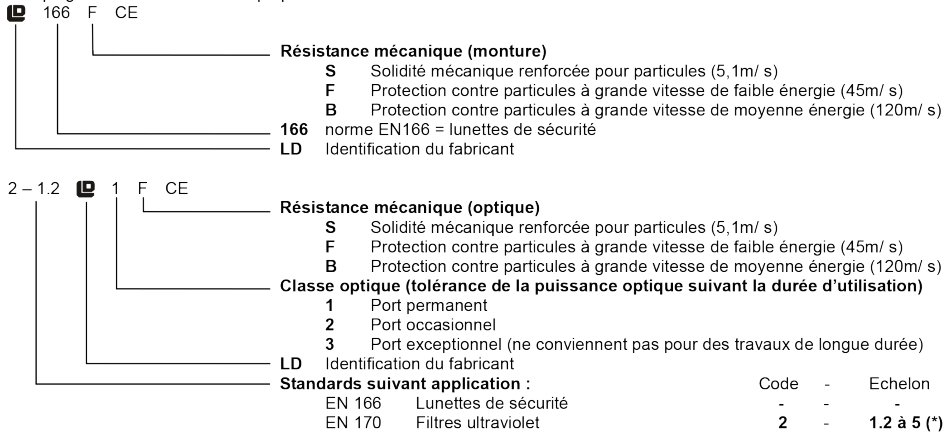 LD 166 F CE
Résistance mécanique (monture)
S Solidité mécanique renforcée pour particules (5,1m/ s)
F Protection contre particules à grande vitesse de faible énergie (45m/ s)
B Protection contre particules à grande vitesse de moyenne énergie (120m/ s)
166 norme EN166 = lunettes de sécurité
LD Identification du fabricant
2 – 1.2 LD 1 F CE
Résistance mécanique (optique)
S Solidité mécanique renforcée pour particules (5,1m/ s)
F Protection contre particules à grande vitesse de faible énergie (45m/ s)
B Protection contre particules à grande vitesse de moyenne énergie (120m/ s)
Classe optique (tolérance de la puissance optique suivant la durée d'utilisation)
1 Port permanent
2 Port occasionnel
3 Port exceptionnel (ne conviennent pas pour des travaux de longue durée)
LD Identification du fabricant
Standards suivant application : Code - Echelon
EN 166 Lunettes de sécurité - - -
EN 170 Filtres ultraviolet 2 - 1.2 à 5 (*)